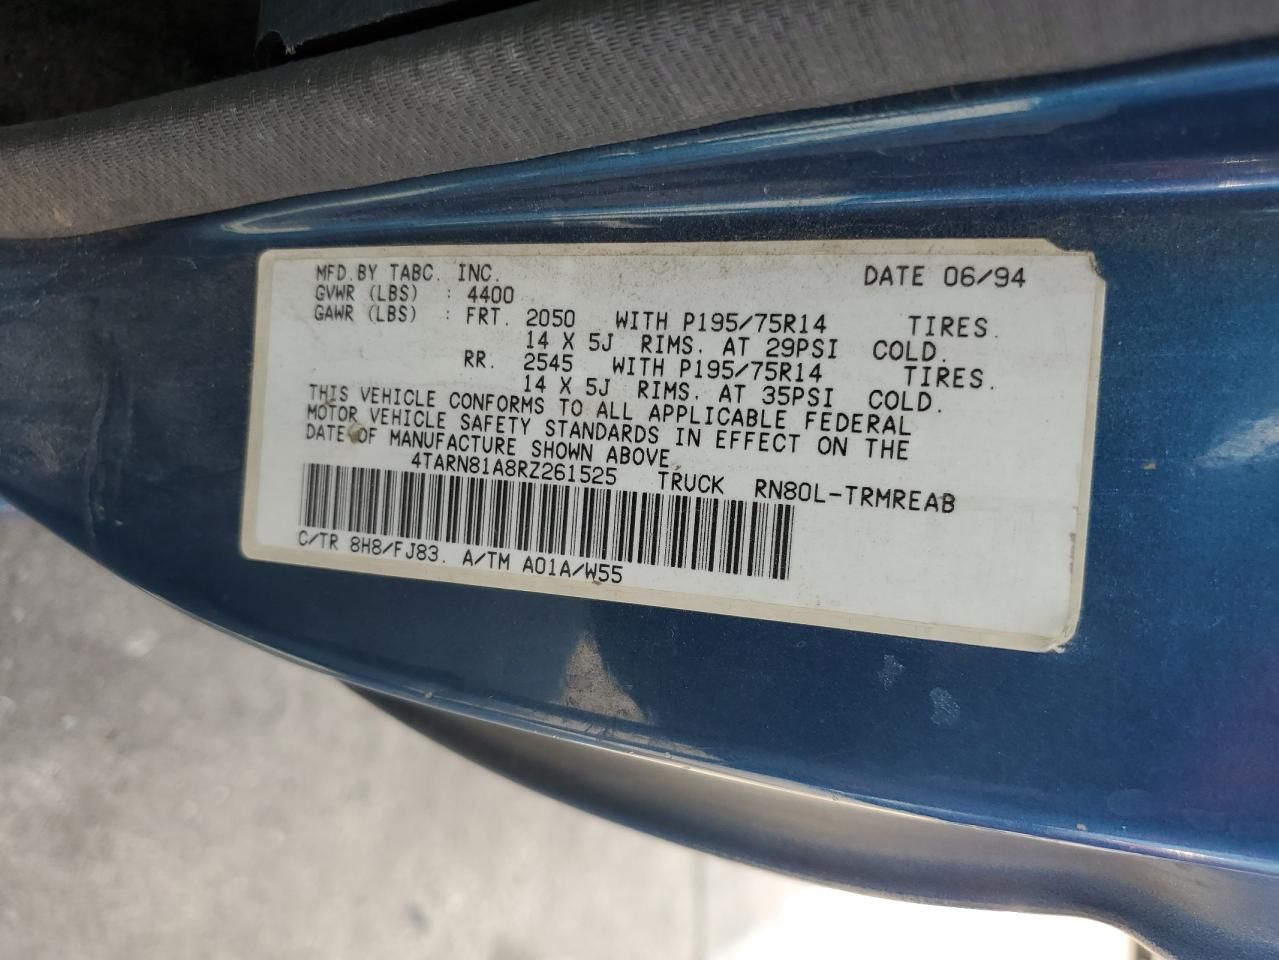 MFD. BY TABC. INC. DATE 06/94
GVWR (LBS) : 4400
GAWR (LBS) : FRT. 2050 WITH P195/75R14 TIRES.
14 X 5J RIMS. AT 29PSI COLD.
RR. 2545 WITH P195/75R14 TIRES.
14 X 5J RIMS. AT 35PSI COLD.
THIS VEHICLE CONFORMS TO ALL APPLICABLE FEDERAL
MOTOR VEHICLE SAFETY STANDARDS IN EFFECT ON THE
DATE OF MANUFACTURE SHOWN ABOVE.
4TARN81A8RZ261525 TRUCK RN80L-TRMREAB
C/TR 8H8/FJ83. A/TM A01A/W55